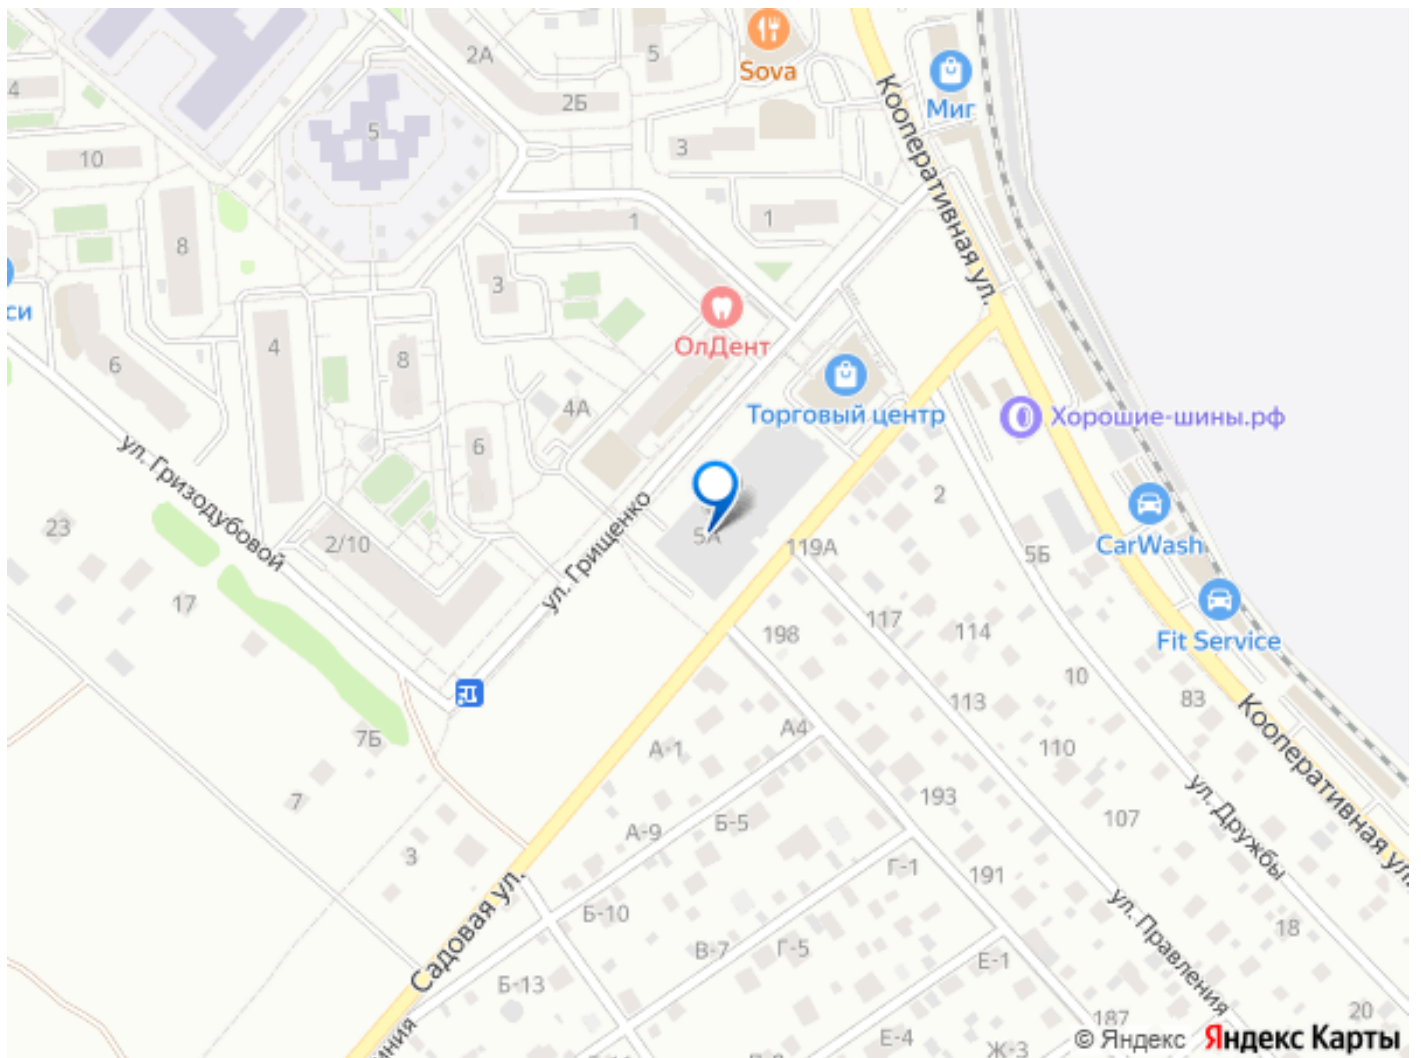 2А
5
Sova
4
2Б
Миг
5
3
10
Кооперативная ул.
1
1
8
3
си
ОлДент
4
8
6
Торговый центр
4А
Хорошие-шины.рф
6
ул. Гризодубовой
2
23
5А
CarWash
2/10
ул. Грищенко
119А
5Б
17
Fit Service
117
114
198
10
113
83
А4
7Б
А-1
110
Кооперативная ул.
7
193
ул. Дружбы
Б-5
107
А-9
3
Г-1
191
Садовая ул.
Б-10
ул. Правления
18
В-7
Г-5
Е-1
Б-13
20
187
Е-4
© Яндекс Яндекс Карты
Ж-3